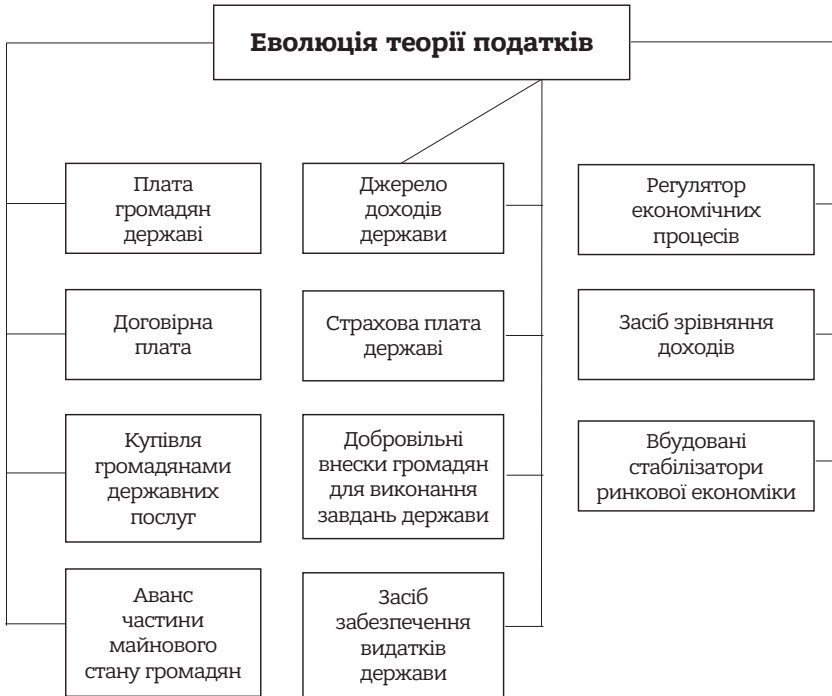 Еволюція теорії податків
Плата
громадян
державі
Договірна
плата
Купівля
громадянами
державних
послуг
Аванс
частини
майнового
стану громадян
Джерело
доходів
держави
Страхова плата
державі
Добровільні
внески громадян
для виконання
завдань держави
Засіб
забезпечення
видатків
держави
Регулятор
економічних
процесів
Засіб зрівняння
доходів
Вбудовані
стабілізатори
ринкової економіки